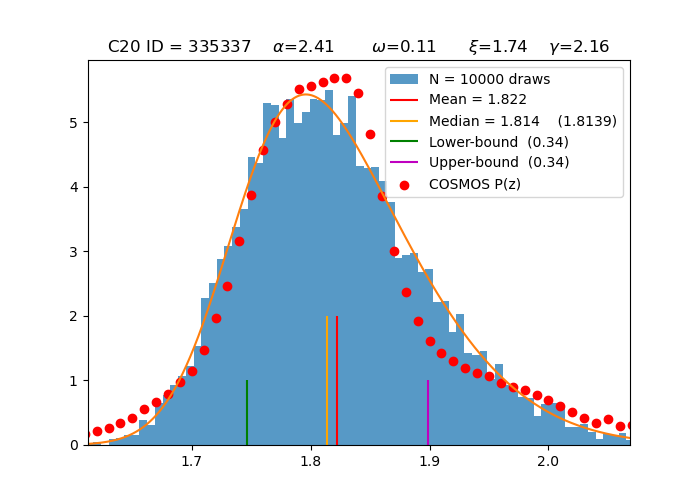 C20 ID = 335337 α=2.41 ω=0.11 ξ=1.74 γ=2.16
N = 10000 draws
Mean = 1.822
Median = 1.814 (1.8139)
Lower-bound (0.34)
Upper-bound (0.34)
COSMOS P(z)
5
4
3
2
1
0
1.7 1.8 1.9 2.0